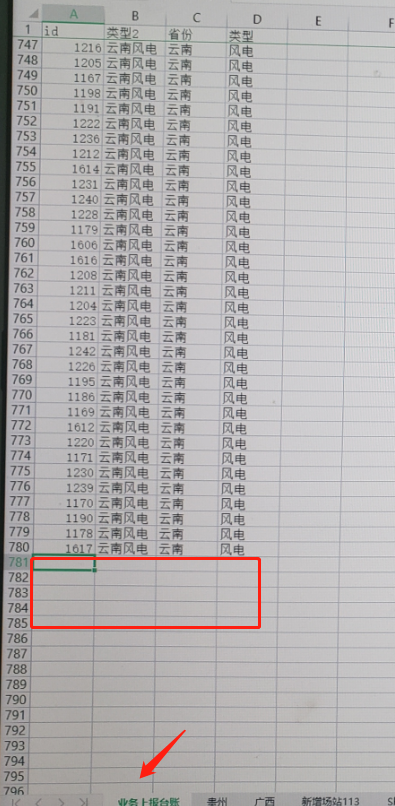 A B C D E F
1 id 类型2 省份 类型
747 1216 云南风电 云南 风电
748 1205 云南风电 云南 风电
749 1167 云南风电 云南 风电
750 1198 云南风电 云南 风电
751 1191 云南风电 云南 风电
752 1222 云南风电 云南 风电
753 1236 云南风电 云南 风电
754 1212 云南风电 云南 风电
755 1614 云南风电 云南 风电
756 1231 云南风电 云南 风电
757 1240 云南风电 云南 风电
758 1228 云南风电 云南 风电
759 1179 云南风电 云南 风电
760 1606 云南风电 云南 风电
761 1616 云南风电 云南 风电
762 1208 云南风电 云南 风电
763 1211 云南风电 云南 风电
764 1204 云南风电 云南 风电
765 1223 云南风电 云南 风电
766 1181 云南风电 云南 风电
767 1242 云南风电 云南 风电
768 1226 云南风电 云南 风电
769 1195 云南风电 云南 风电
770 1186 云南风电 云南 风电
771 1169 云南风电 云南 风电
772 1612 云南风电 云南 风电
773 1220 云南风电 云南 风电
774 1171 云南风电 云南 风电
775 1230 云南风电 云南 风电
776 1239 云南风电 云南 风电
777 1170 云南风电 云南 风电
778 1190 云南风电 云南 风电
779 1178 云南风电 云南 风电
780 1617 云南风电 云南 风电
781
782
783
784
785
786
787
788
789
790
791
792
793
794
795
796
业务上报台账 贵州 广西 新增场站113